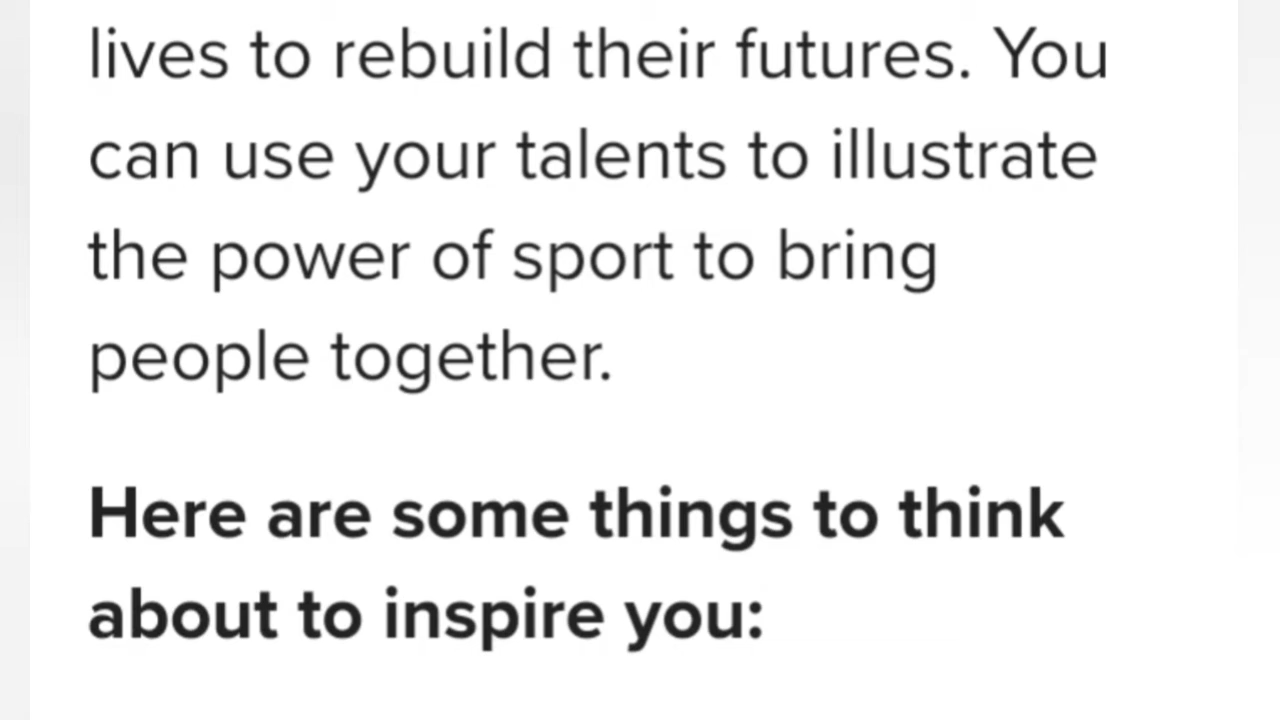 lives to rebuild their futures. You
can use your talents to illustrate
the power of sport to bring
people together.
Here are some things to think
about to inspire you: